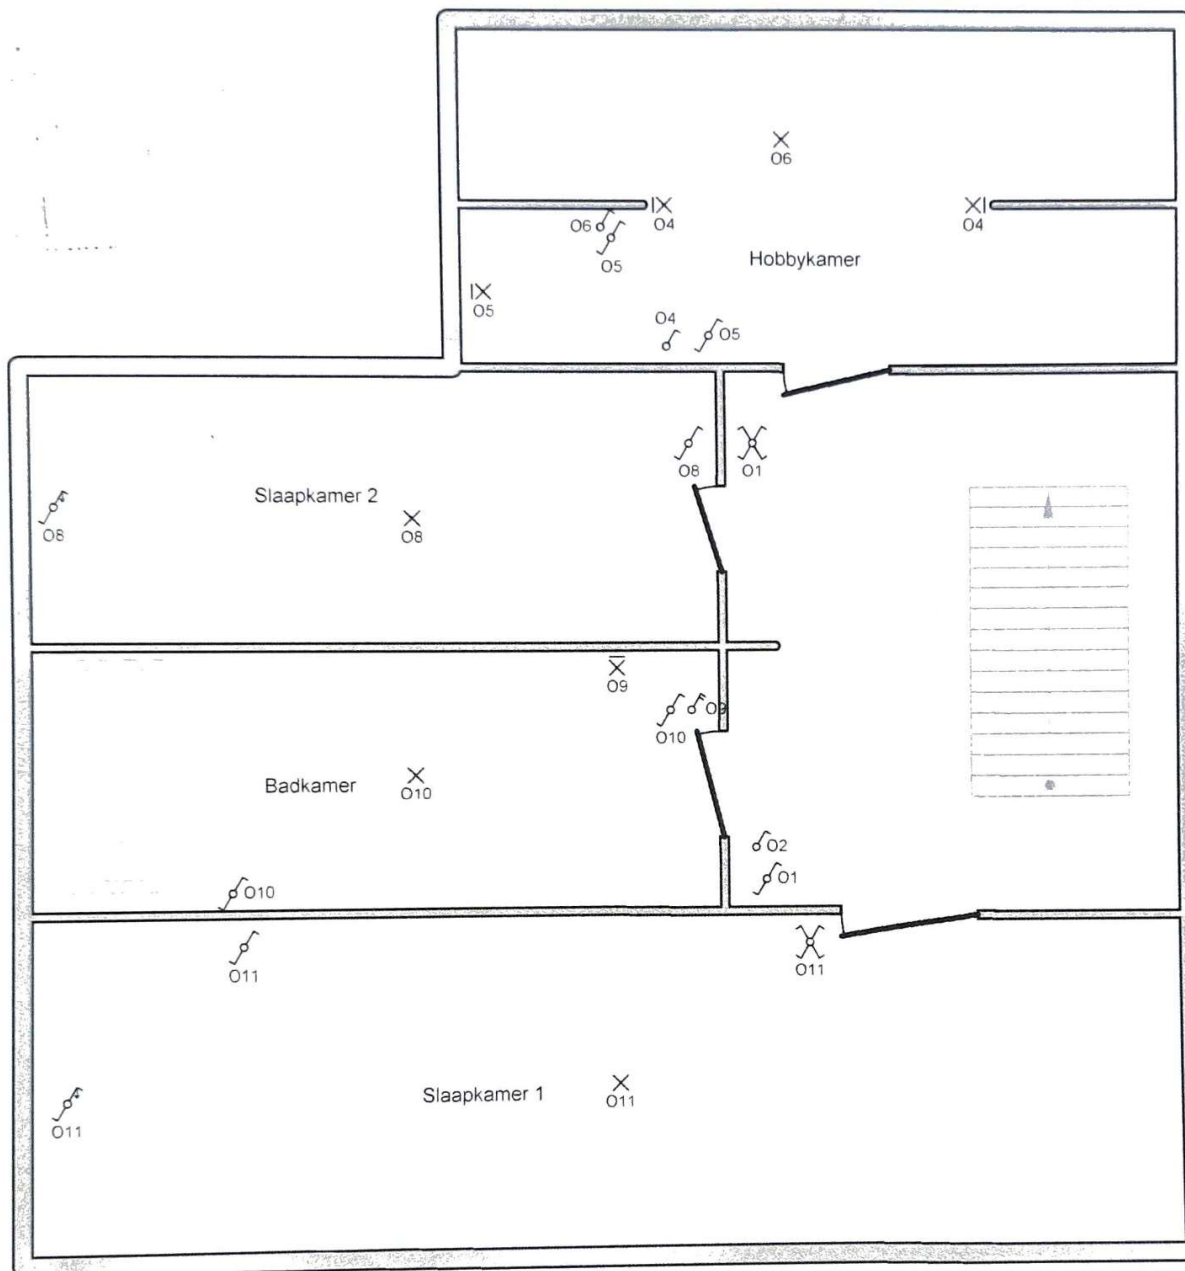 O6
O4
O4
O6
O5
Hobbykamer
O5
O4
O5
O8
O1
Slaapkamer 2
O8
O8
O9
O9
O10
Badkamer
O10
O2
O1
O10
O11
O11
Slaapkamer 1
O11
O11